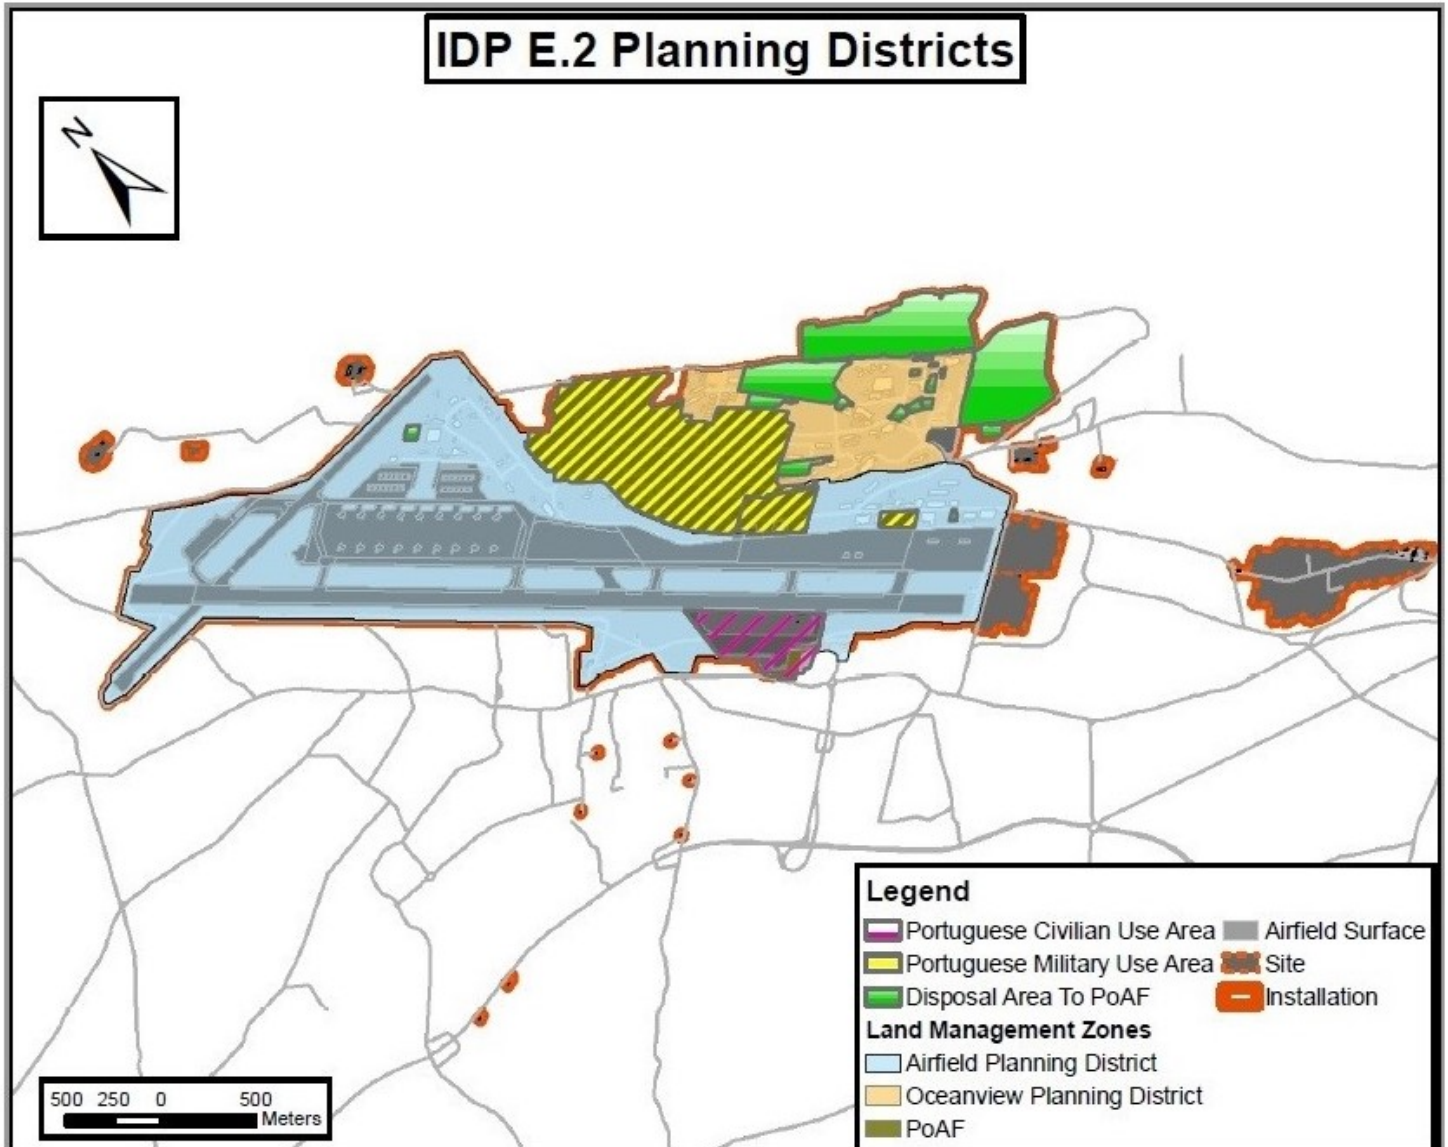 IDP E.2 Planning Districts
N
Legend
Portuguese Civilian Use Area Airfield Surface
Portuguese Military Use Area Site
Disposal Area To PoAF Installation
Land Management Zones
Airfield Planning District
Oceanview Planning District
PoAF
500 250 0 500
Meters